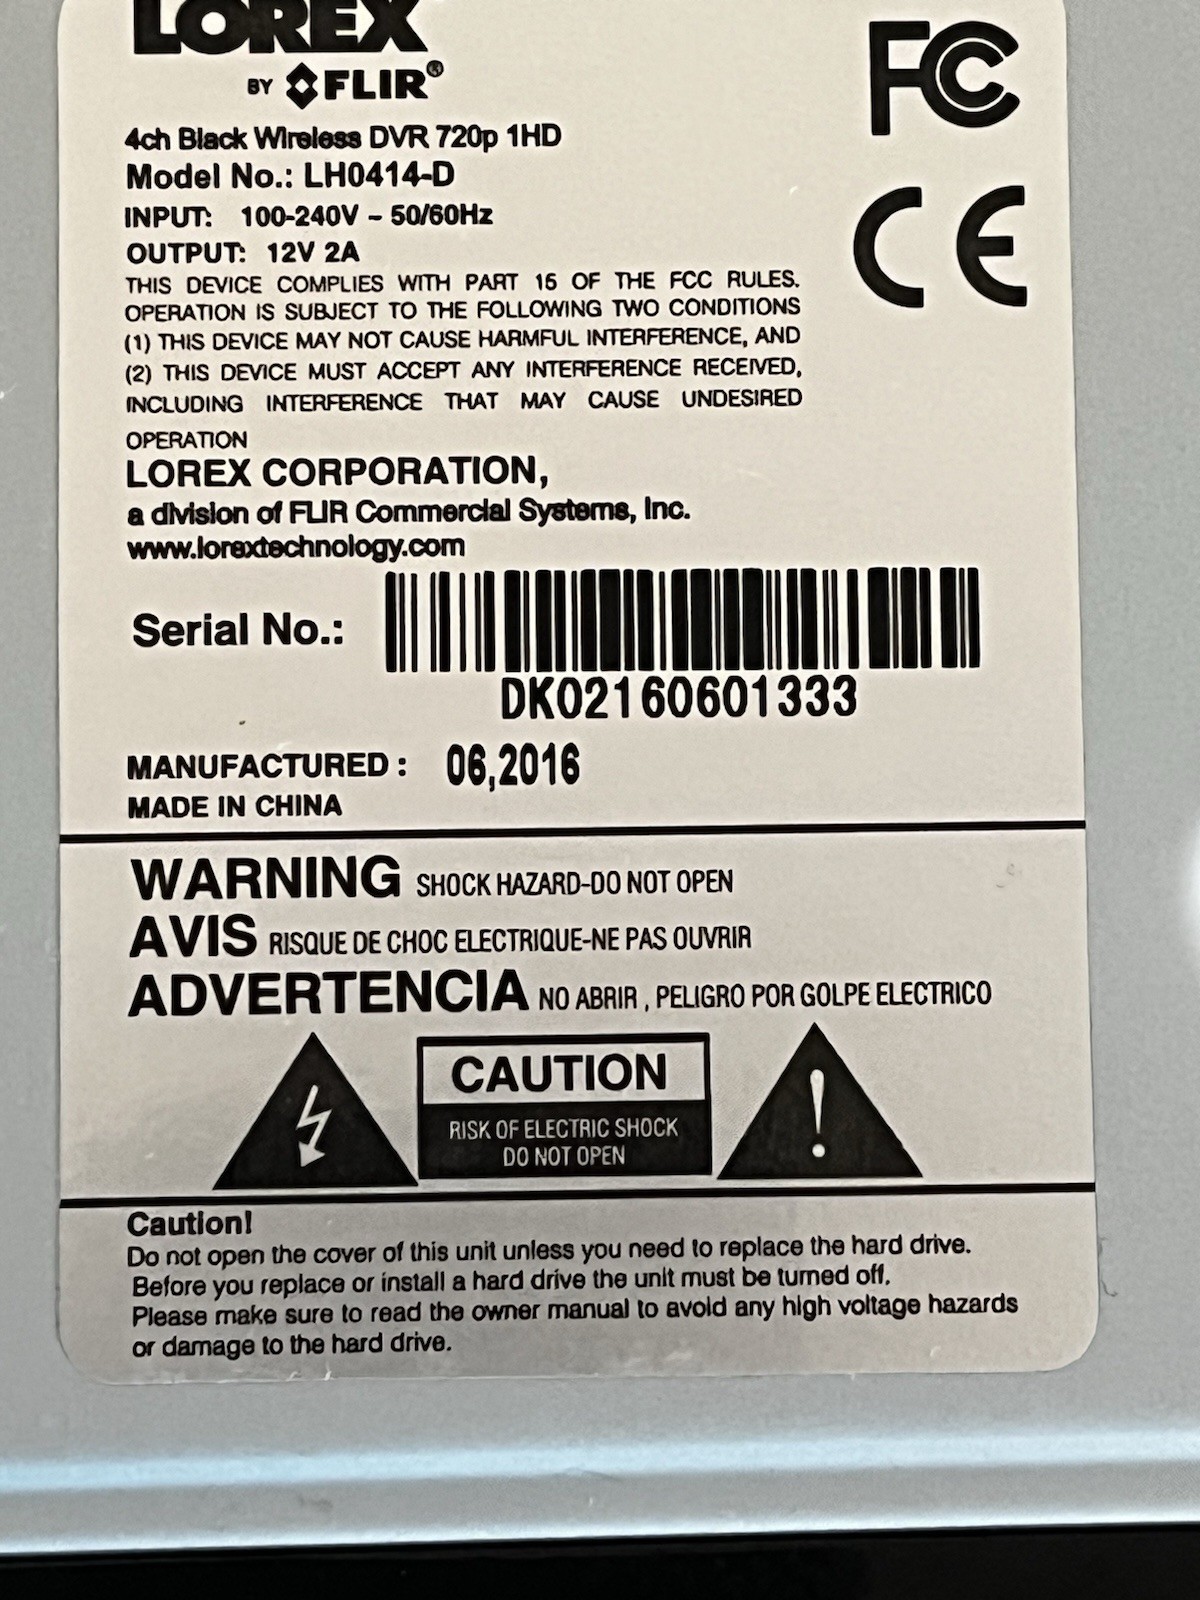 LOREX
BY FLIR®
FC
4ch Black Wireless DVR 720p 1HD
Model No.: LH0414-D
INPUT: 100-240V ~ 50/60Hz
OUTPUT: 12V 2A
CE
THIS DEVICE COMPLIES WITH PART 15 OF THE FCC RULES.
OPERATION IS SUBJECT TO THE FOLLOWING TWO CONDITIONS
(1) THIS DEVICE MAY NOT CAUSE HARMFUL INTERFERENCE, AND
(2) THIS DEVICE MUST ACCEPT ANY INTERFERENCE RECEIVED,
INCLUDING INTERFERENCE THAT MAY CAUSE UNDESIRED
OPERATION
LOREX CORPORATION,
a division of FLIR Commercial Systems, Inc.
www.lorextechnology.com
Serial No.:
DK02160601333
MANUFACTURED : 06,2016
MADE IN CHINA
WARNING SHOCK HAZARD-DO NOT OPEN
AVIS RISQUE DE CHOC ELECTRIQUE-NE PAS OUVRIR
ADVERTENCIA NO ABRIR , PELIGRO POR GOLPE ELECTRICO
CAUTION
RISK OF ELECTRIC SHOCK
DO NOT OPEN
!
Caution!
Do not open the cover of this unit unless you need to replace the hard drive.
Before you replace or install a hard drive the unit must be turned off.
Please make sure to read the owner manual to avoid any high voltage hazards
or damage to the hard drive.